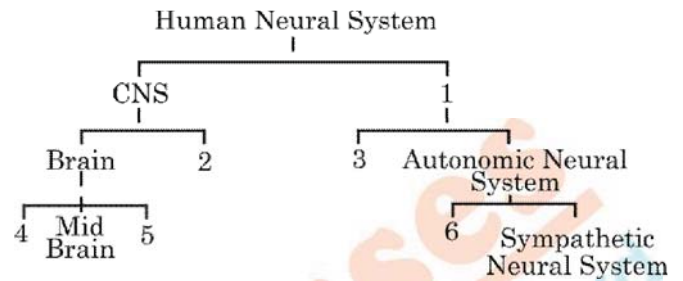 Human Neural System
CNS 1
Brain 2 3 Autonomic Neural
System
4 Mid 5 6 Sympathetic
Brain Neural System